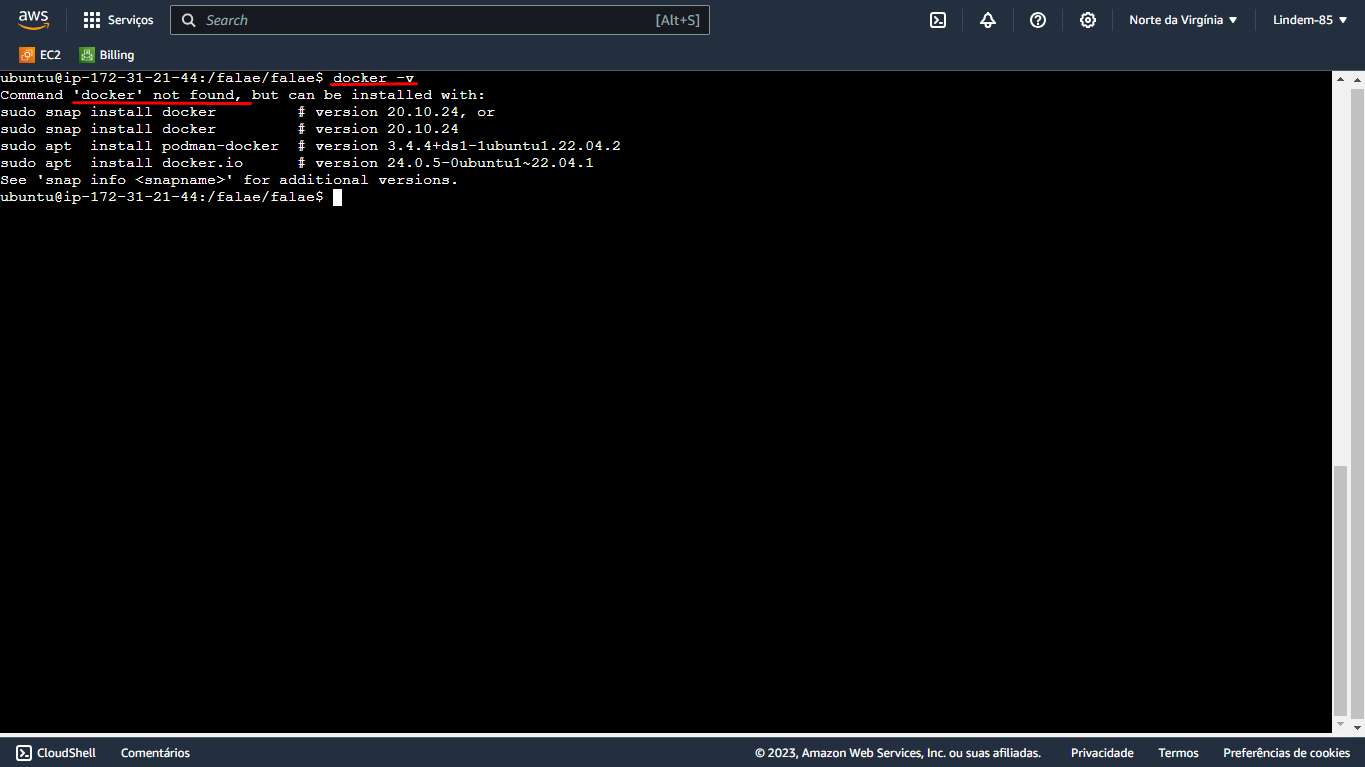 aws
Serviços
Search
[Alt+S]
Norte da Virgínia
Lindem-85
EC2
Billing
ubuntu@ip-172-31-21-44:/falae/falae$ docker -v
Command 'docker' not found, but can be installed with:
sudo snap install docker         # version 20.10.24, or
sudo snap install docker         # version 20.10.24
sudo apt  install podman-docker  # version 3.4.4+ds1-1ubuntu1.22.04.2
sudo apt  install docker.io      # version 24.0.5-0ubuntu1~22.04.1
See 'snap info <snapname>' for additional versions.
ubuntu@ip-172-31-21-44:/falae/falae$
CloudShell
Comentários
© 2023, Amazon Web Services, Inc. ou suas afiliadas.
Privacidade
Termos
Preferências de cookies